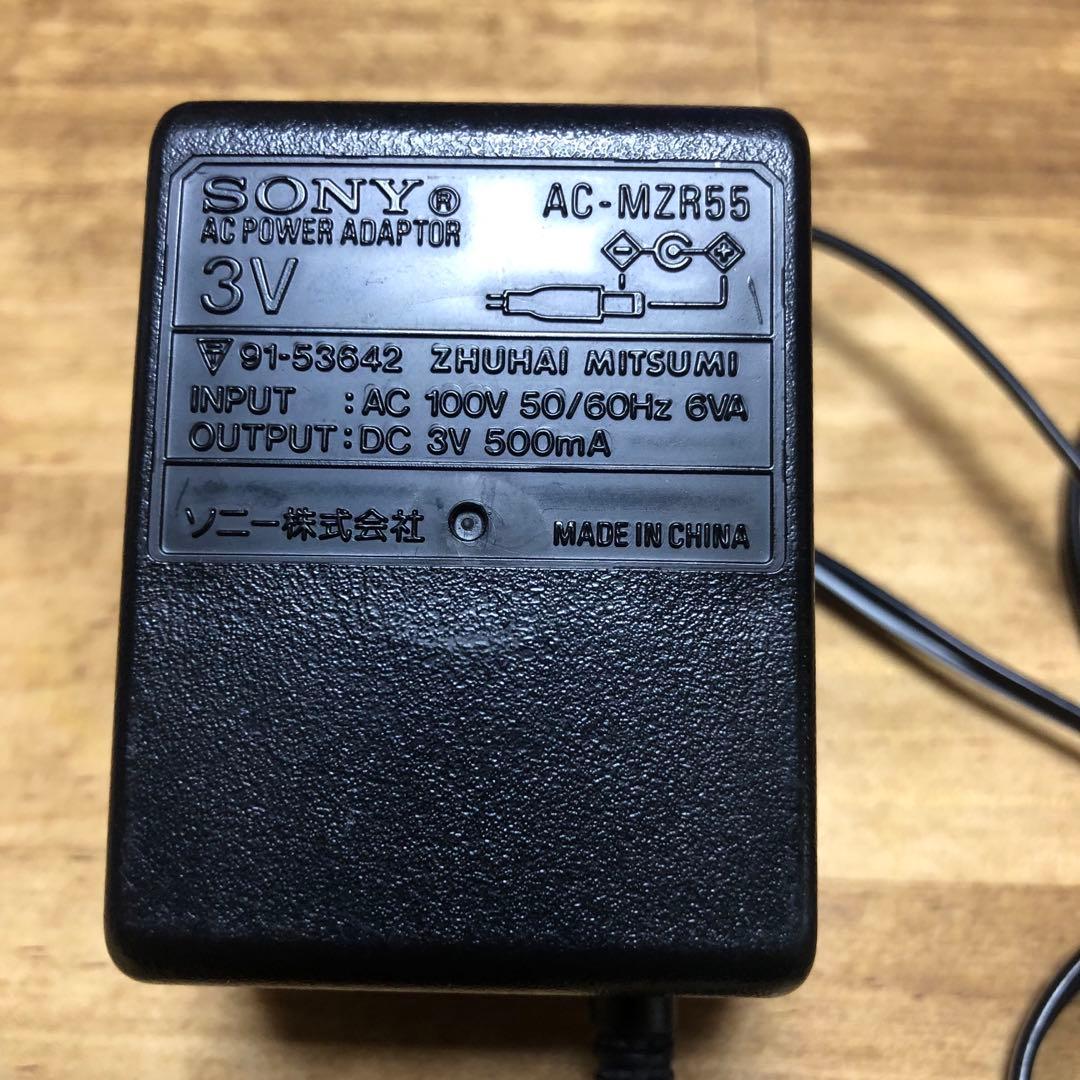 SONY® AC-MZR55
AC POWER ADAPTOR
3V
91-53642 ZHUHAI MITSUMI
INPUT : AC 100V 50/60Hz 6VA
OUTPUT : DC 3V 500mA
ソニー株式会社 MADE IN CHINA